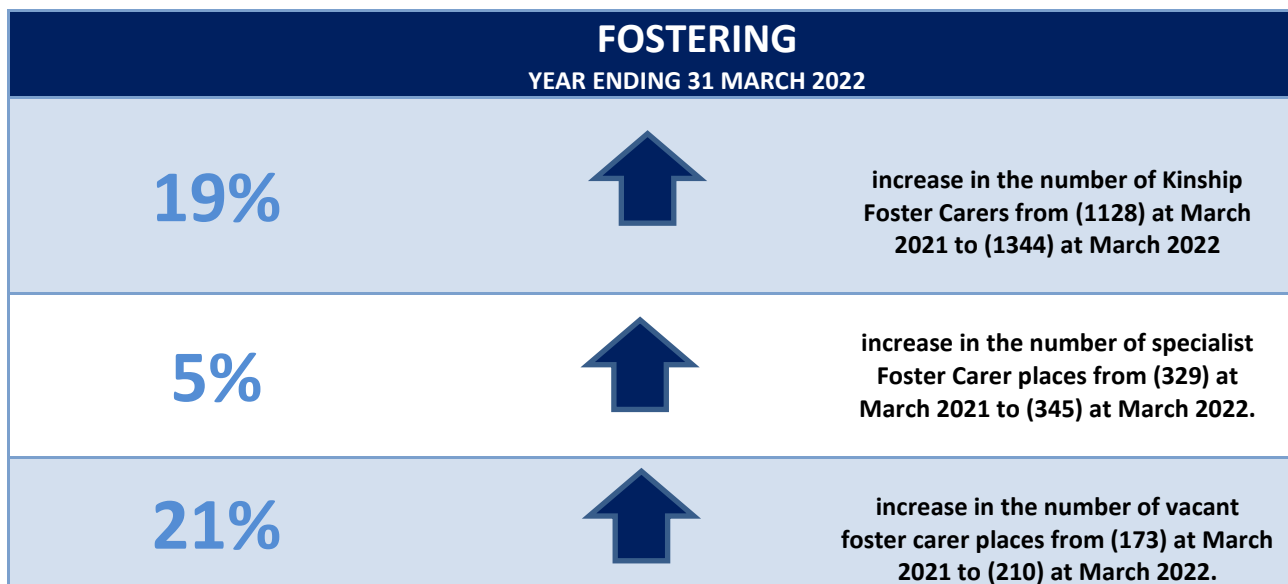 FOSTERING
YEAR ENDING 31 MARCH 2022
19%
increase in the number of Kinship
Foster Carers from (1128) at March
2021 to (1344) at March 2022
5%
increase in the number of specialist
Foster Carer places from (329) at
March 2021 to (345) at March 2022.
21%
increase in the number of vacant
foster carer places from (173) at March
2021 to (210) at March 2022.